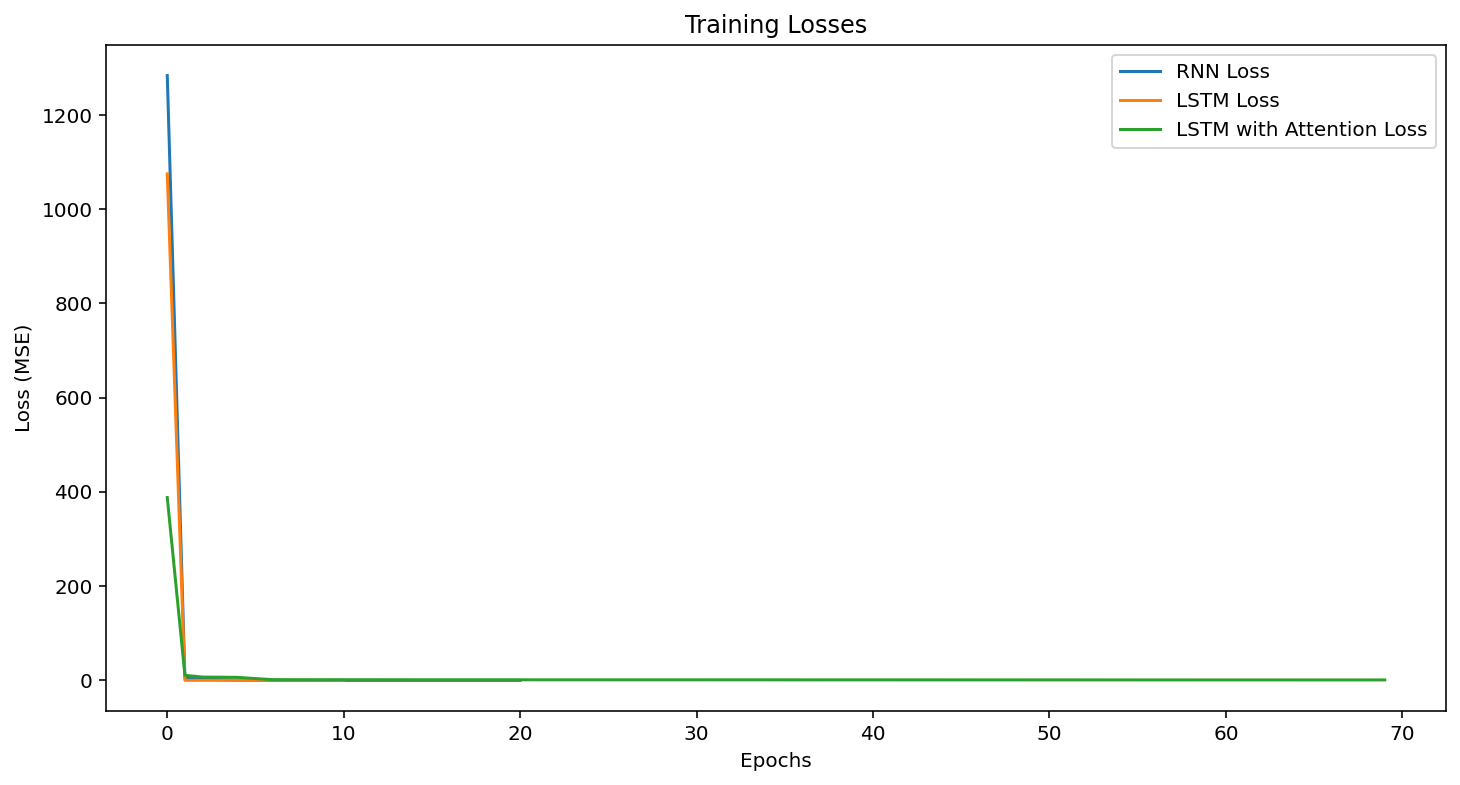 Training Losses
RNN Loss
LSTM Loss
LSTM with Attention Loss
Loss (MSE)
1200
1000
800
600
400
200
0
0 10 20 30 40 50 60 70
Epochs